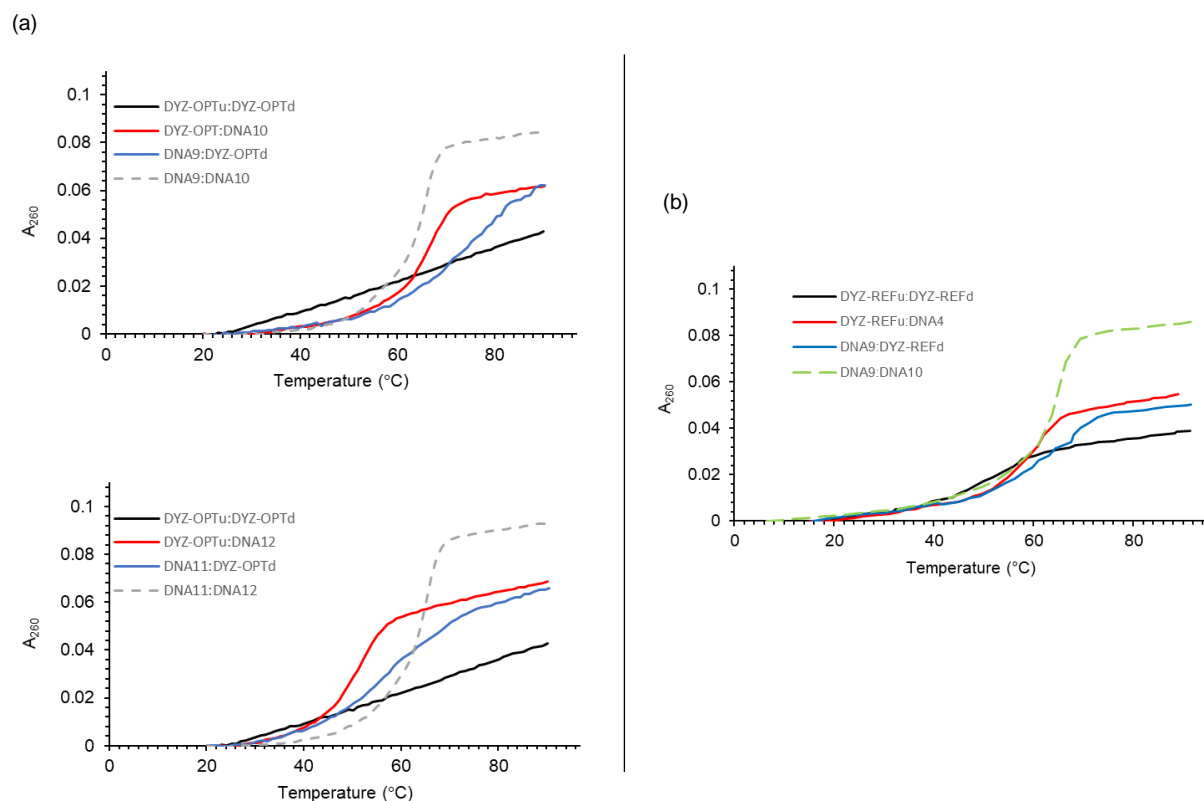 (a)
0.1
0.08
0.06
0.04
0.02
0
A260
DYZ-OPTu:DYZ-OPTd
DYZ-OPT:DNA10
DNA9:DYZ-OPTd
DNA9:DNA10
0 20 40 60 80
Temperature (°C)
0.1
0.08
0.06
0.04
0.02
0
A260
DYZ-OPTu:DYZ-OPTd
DYZ-OPTu:DNA12
DNA11:DYZ-OPTd
DNA11:DNA12
0 20 40 60 80
Temperature (°C)
(b)
0.1
0.08
0.06
0.04
0.02
0
A260
DYZ-REFu:DYZ-REFd
DYZ-REFu:DNA4
DNA9:DYZ-REFd
DNA9:DNA10
0 20 40 60 80
Temperature (°C)